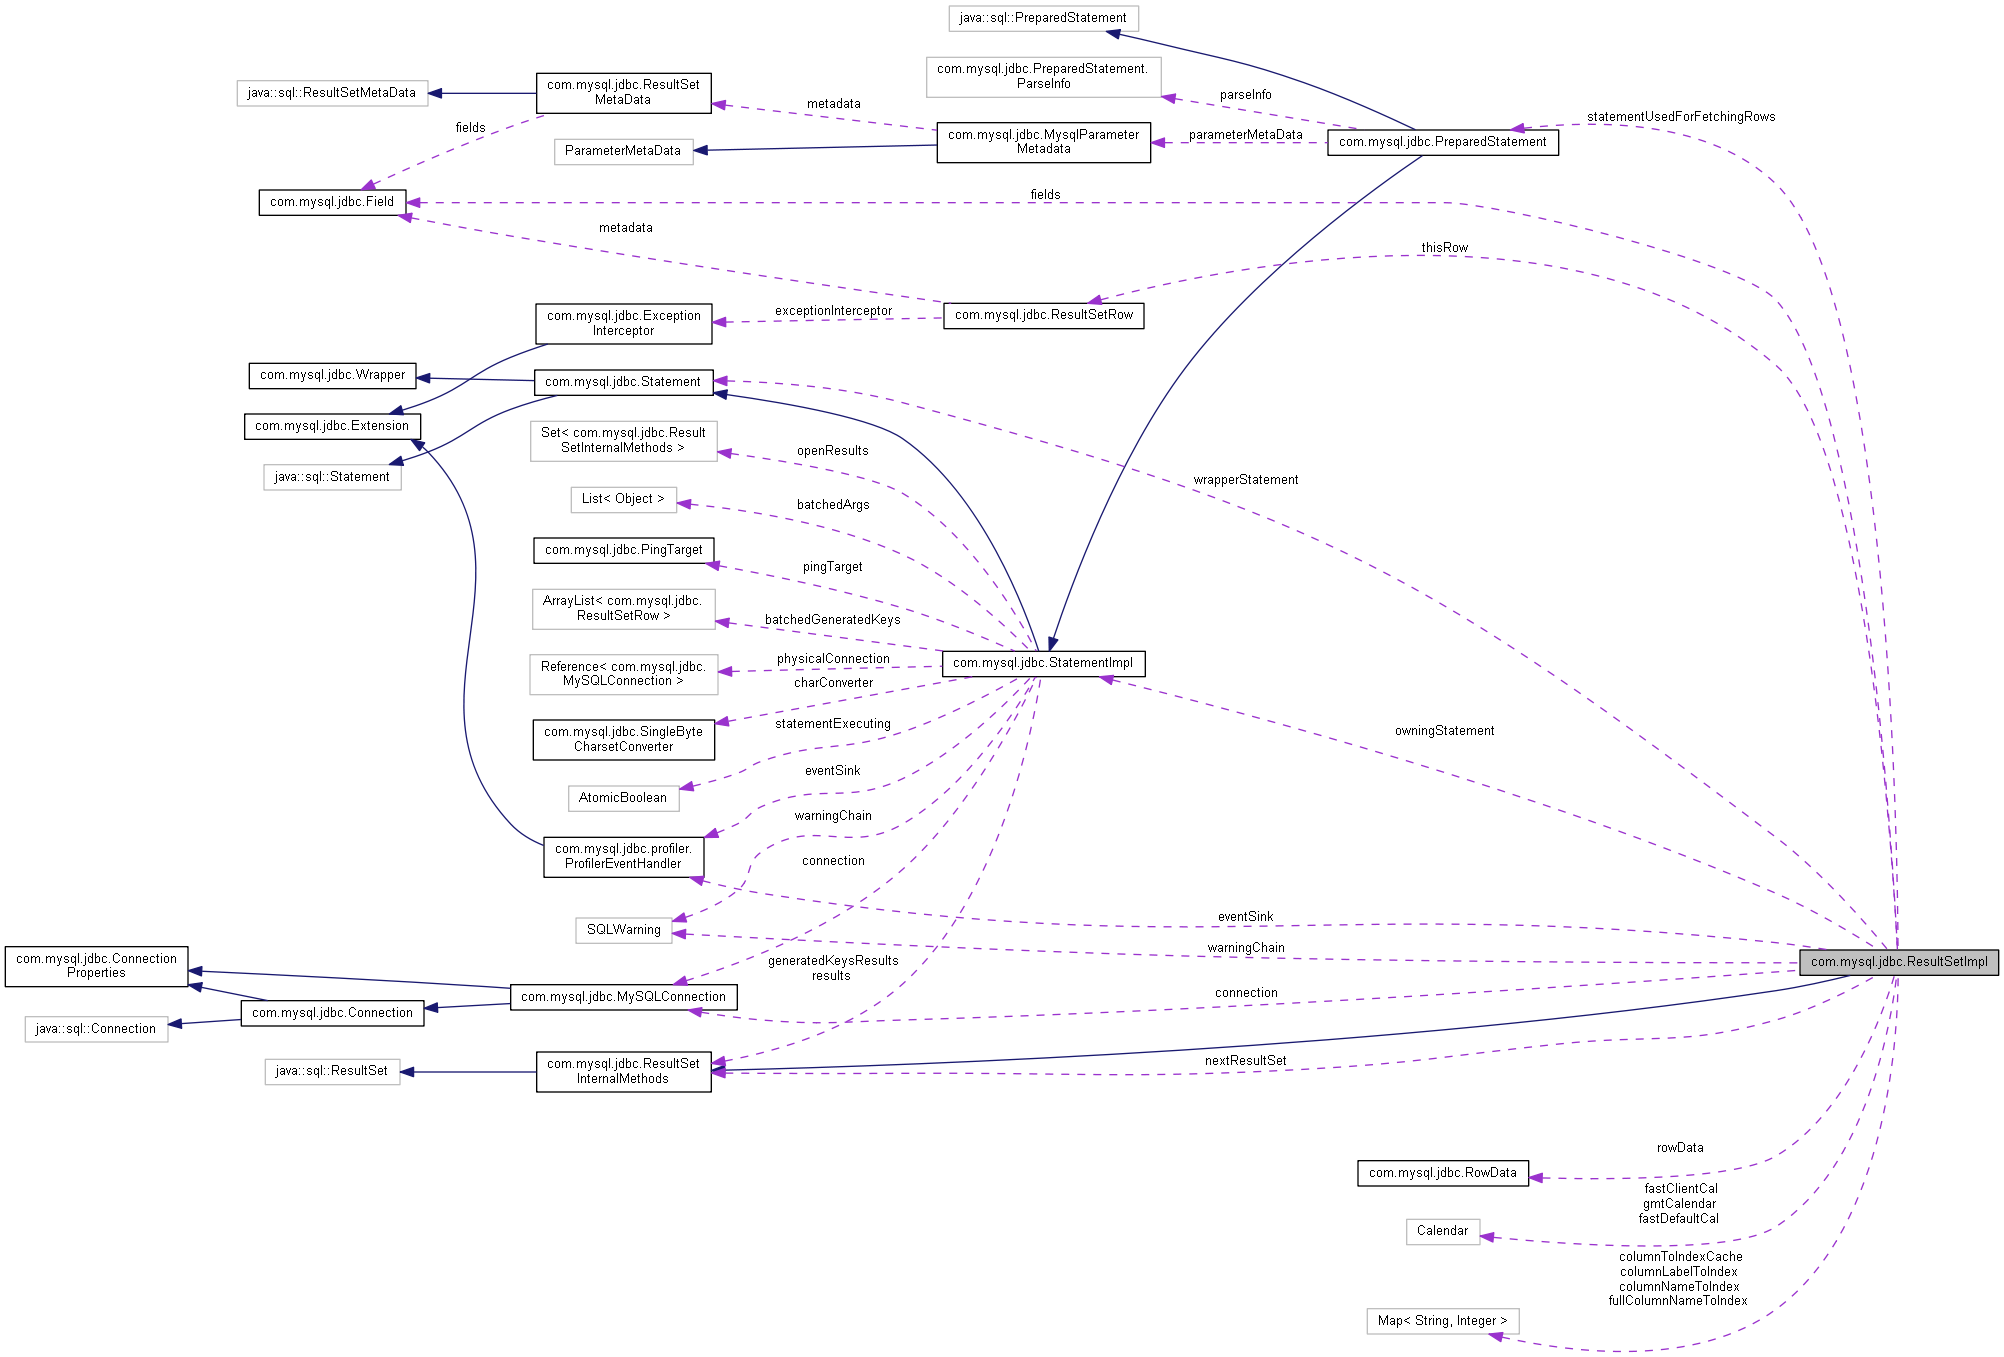 java::sql::PreparedStatement
com.mysql.jdbc.PreparedStatement.
ParseInfo
java::sql::ResultSetMetaData
com.mysql.jdbc.ResultSet
MetaData
metadata
parseInfo
statementUsedForFetchingRows
fields
com.mysql.jdbc.MysqlParameter
Metadata
parameterMetaData
com.mysql.jdbc.PreparedStatement
ParameterMetaData
com.mysql.jdbc.Field
fields
metadata
thisRow
com.mysql.jdbc.Exception
Interceptor
exceptionInterceptor
com.mysql.jdbc.ResultSetRow
com.mysql.jdbc.Wrapper
com.mysql.jdbc.Statement
com.mysql.jdbc.Extension
Set< com.mysql.jdbc.Result
SetInternalMethods >
openResults
java::sql::Statement
wrapperStatement
List< Object >
batchedArgs
com.mysql.jdbc.PingTarget
pingTarget
ArrayList< com.mysql.jdbc.
ResultSetRow >
batchedGeneratedKeys
Reference< com.mysql.jdbc.
MySQLConnection >
physicalConnection
com.mysql.jdbc.StatementImpl
charConverter
com.mysql.jdbc.SingleByte
CharsetConverter
statementExecuting
owningStatement
eventSink
AtomicBoolean
warningChain
com.mysql.jdbc.profiler.
ProfilerEventHandler
connection
eventSink
SQLWarning
warningChain
com.mysql.jdbc.Connection
Properties
generatedKeysResults
results
com.mysql.jdbc.ResultSetImpl
com.mysql.jdbc.MySQLConnection
connection
com.mysql.jdbc.Connection
java::sql::Connection
java::sql::ResultSet
com.mysql.jdbc.ResultSet
InternalMethods
nextResultSet
rowData
com.mysql.jdbc.RowData
fastClientCal
gmtCalendar
fastDefaultCal
Calendar
columnToIndexCache
columnLabelToIndex
columnNameToIndex
fullColumnNameToIndex
Map< String, Integer >